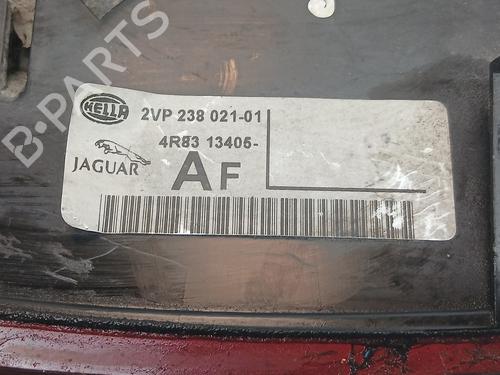 B-PARTS
HELLA
2VP 238 021-01
4R83 13405-
JAGUAR
AF